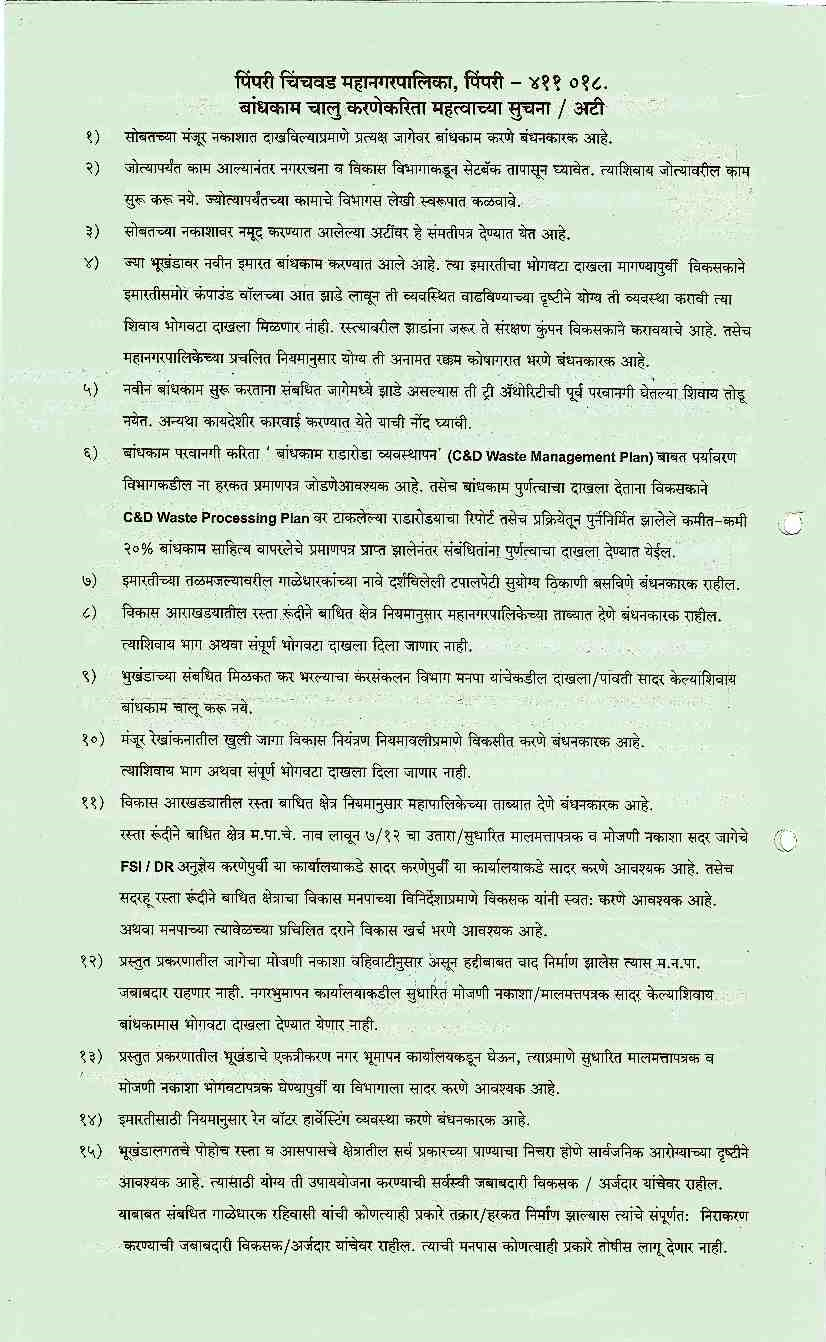 पिंपरी चिंचवड महानगरपालिका, पिंपरी – ४११ ०१८.
बांधकाम चालु करणेकरिता महत्वाच्या सुचना / अटी
१) सोबतच्या मंजूर नकाशात दाखविल्याप्रमाणे प्रत्यक्ष जागेवर बांधकाम करणे बंधनकारक आहे.
२) जोत्यापर्यंत काम आल्यानंतर नगररचना व विकास विभागाकडून सेटबॅक तापासून घ्यावेत. त्याशिवाय जोत्यावरील काम
सुरू करू नये. ज्योत्यापर्यंतच्या कामाचे विभागस लेखी स्वरूपात कळवावे.
३) सोबतच्या नकाशावर नमूद करण्यात आलेल्या अटींवर हे संमतीपत्र देण्यात येत आहे.
४) ज्या भूखंडावर नविन इमारत बांधकाम करण्यात आले आहे. त्या इमारतीचा भोगवटा दाखला मागण्यापुर्वी विकसकाने
इमारतीसमोर कंपाउंड वॉलच्या आत झाडे लावून ती व्यवस्थित वाढविण्याच्या दृष्टीने योग्य ती व्यवस्था करावी त्या
शिवाय भोगवटा दाखला मिळणार नाही. रस्त्यावरील झाडांना जरूर ते संरक्षण कुंपन विकसकाने करावयाचे आहे. तसेच
महानगरपालिकेच्या प्रचलित नियमानुसार योग्य ती अनामत रक्कम कोषागरात भरणे बंधनकारक आहे.
५) नवीन बांधकाम सुरू करताना संबधित जागेमध्ये झाडे असल्यास ती ट्री ॲथोरिटीची पूर्व परवानगी घेतल्या शिवाय तोडू
नयेत. अन्यथा कायदेशीर कारवाई करण्यात येते याची नोंद घ्यावी.
६) बांधकाम परवानगी करिता ‘ बांधकाम राडारोडा व्यवस्थापन’ (C&D Waste Management Plan) बाबत पर्यावरण
विभागकडील ना हरकत प्रमाणपत्र जोडणेआवश्यक आहे. तसेच बांधकाम पुर्णत्वाचा दाखला देताना विकसकाने
C&D Waste Processing Plan वर टाकलेल्या राडारोडयाचा रिपोर्ट तसेच प्रक्रियेतून पुर्ननिर्मित झालेले कमीत–कमी
२०% बांधकाम साहित्य वापरलेचे प्रमाणपत्र प्राप्त झालेनंतर संबंधितांना पुर्णत्वाचा दाखला देण्यात येईल.
७) इमारतीच्या तळमजल्यावरील गाळेधारकांच्या नावे दर्शविलेली टपालपेटी सुयोग्य ठिकाणी बसविणे बंधनकारक राहील.
८) विकास आराखडयातील रस्ता रूंदीने बाधित क्षेत्र नियमानुसार महानगरपालिकेच्या ताब्यात देणे बंधनकारक राहील.
त्याशिवाय भाग अथवा संपूर्ण भोगवटा दाखला दिला जाणार नाही.
९) भुखंडाच्या संबधित मिळकत कर भरल्याचा करसंकलन विभाग मनपा यांचेकडील दाखला/पावती सादर केल्याशिवाय
बांधकाम चालू करू नये.
१०) मंजूर रेखांकनातील खुली जागा विकास नियंत्रण नियमावलीप्रमाणे विकसीत करणे बंधनकारक आहे.
त्याशिवाय भाग अथवा संपूर्ण भोगवटा दाखला दिला जाणार नाही.
११) विकास आरखड्यातील रस्ता बाधित क्षेत्र नियमानुसार महापालिकेच्या ताब्यात देणे बंधनकारक आहे.
रस्ता रूंदीने बाधित क्षेत्र म.पा.चे. नाव लावून ७/१२ चा उतारा/सुधारित मालमत्तापत्रक व मोजणी नकाशा सदर जागेचे
FSI / DR अनुज्ञेय करणेपुर्वी या कार्यालयाकडे सादर करणेपुर्वी या कार्यालयाकडे सादर करणे आवश्यक आहे. तसेच
सदरहू रस्ता रूंदीने बाधित क्षेत्राचा विकास मनपाच्या विनिर्देशाप्रमाणे विकसक यांनी स्वतः करणे आवश्यक आहे.
अथवा मनपाच्या त्यावेळच्या प्रचिलित दराने विकास खर्च भरणे आवश्यक आहे.
१२) प्रस्तुत प्रकरणातील जागेचा मोजणी नकाशा वहिवाटीनुसार असून हद्दीबाबत वाद निर्माण झालेस त्यास म.न.पा.
जबाबदार राहणार नाही. नगरभुमापन कार्यालयाकडील सुधारित मोजणी नकाशा/मालमत्तपत्रक सादर केल्याशिवाय
बांधकामास भोगवटा दाखला देण्यात येणार नाही.
१३) प्रस्तुत प्रकरणातील भूखंडाचे एकत्रीकरण नगर भूमापन कार्यालयकडून घेऊन, त्याप्रमाणे सुधारित मालमत्तापत्रक व
मोजणी नकाशा भोगवटापत्रक घेण्यापुर्वी या विभागाला सादर करणे आवश्यक आहे.
१४) इमारतीसाठी नियमानुसार रेन वॉटर हार्वेस्टिंग व्यवस्था करणे बंधनकारक आहे.
१५) भूखंडालगतचे पोहोच रस्ता व आसपासचे क्षेत्रातील सर्व प्रकारच्या पाण्याचा निचरा होणे सार्वजनिक आरोग्याच्या दृष्टीने
आवश्यक आहे. त्यासाठी योग्य ती उपाययोजना करण्याची सर्वस्वी जबाबदारी विकसक / अर्जदार यांचेवर राहील.
याबाबत संबधित गाळेधारक रहिवासी यांची कोणत्याही प्रकारे तक्रार/हरकत निर्माण झाल्यास त्यांचे संपूर्णतः निराकरण
करण्याची जबाबदारी विकसक/अर्जदार यांचेवर राहील. त्याची मनपास कोणत्याही प्रकारे तोषीस लागू देणार नाही.